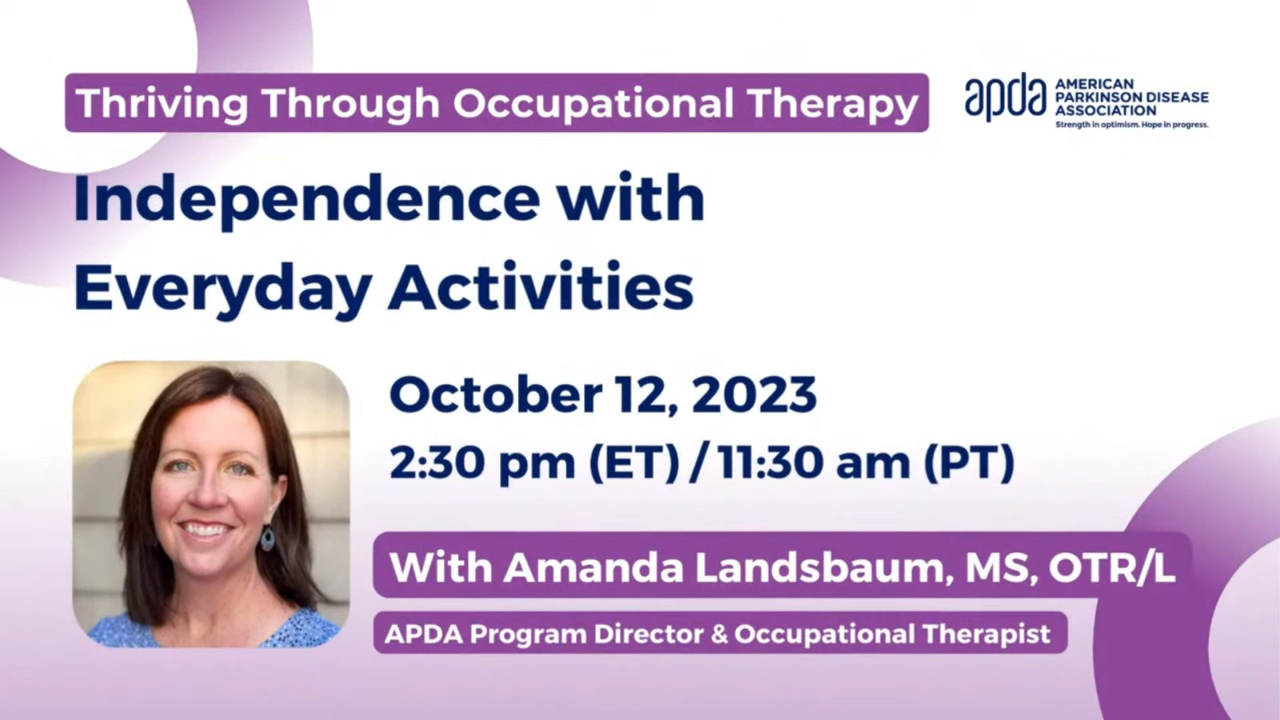 Thriving Through Occupational Therapy
apda
AMERICAN
PARKINSON DISEASE
ASSOCIATION
Strength in optimism. Hope in progress.
Independence with
Everyday Activities
October 12, 2023
2:30 pm (ET) / 11:30 am (PT)
With Amanda Landsbaum, MS, OTR/L
APDA Program Director & Occupational Therapist